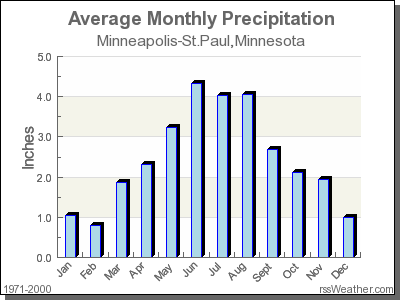 Average Monthly Precipitation
Minneapolis-St.Paul,Minnesota
Inches
5.0
4.0
3.0
2.0
1.0
0.0
Jan Feb Mar Apr May Jun Jul Aug Sept Oct Nov Dec
1971-2000 rssWeather.com